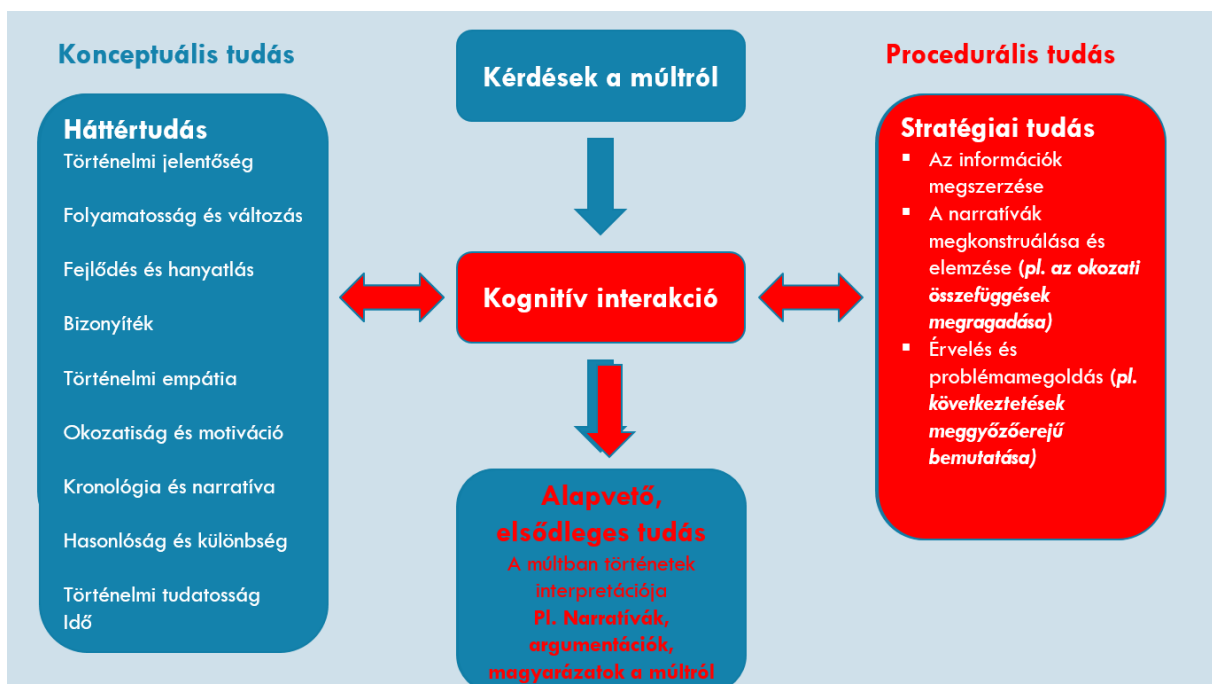 Konceptuális tudás
Háttértudás
Történelmi jelentőség
Folyamatosság és változás
Fejlődés és hanyatlás
Bizonyíték
Történelmi empátia
Okozatiság és motiváció
Kronológia és narratíva
Hasonlóság és különbség
Történelmi tudatosság
Idő
Kérdések a múltról
Kognitív interakció
Alapvető,
elsődleges tudás
A múltban történetek
interpretációja
Pl. Narratívák,
argumentációk,
magyarázatok a múltról
Procedurális tudás
Stratégiai tudás
▪ Az információk
megszerzése
▪ A narratívák
megkonstruálása és
elemzése (pl. az okozati
összefüggések
megragadása)
▪ Érvelés és
problémamegoldás (pl.
következtetések
meggyőzőerejű
bemutatása)